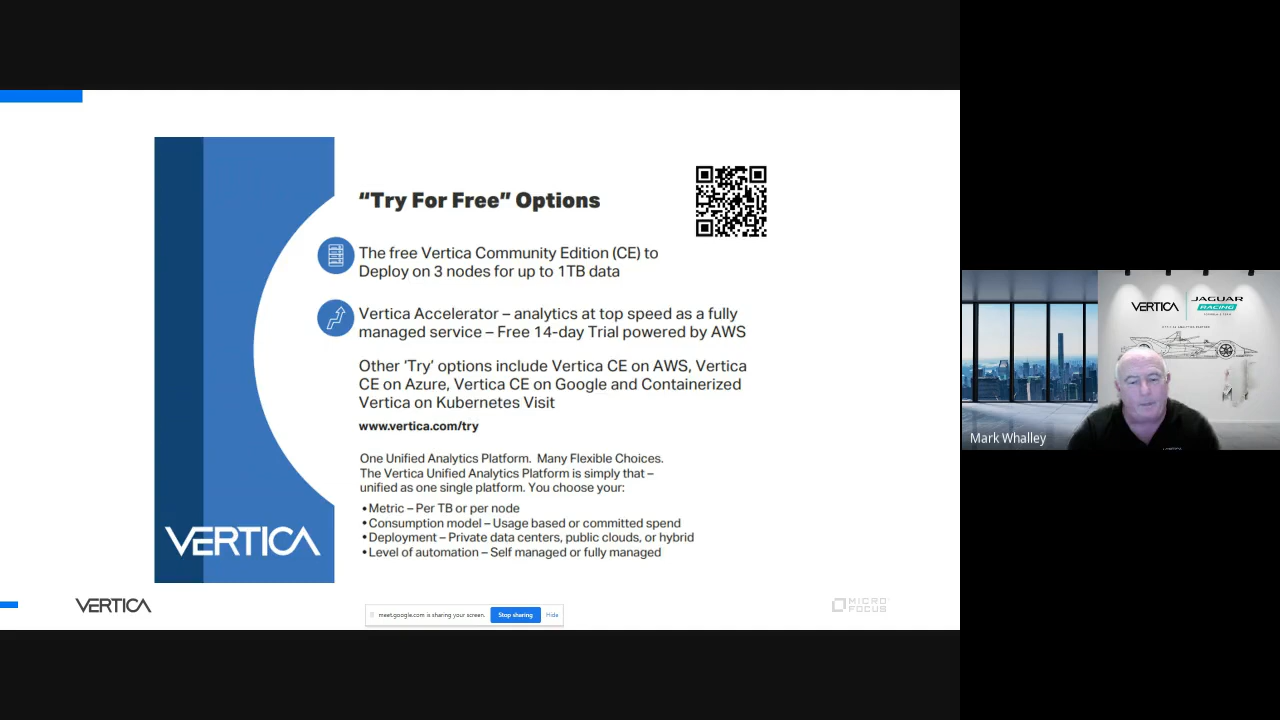 “Try For Free” Options
The free Vertica Community Edition (CE) to
Deploy on 3 nodes for up to 1TB data
Vertica Accelerator – analytics at top speed as a fully
managed service – Free 14-day Trial powered by AWS
Other ‘Try’ options include Vertica CE on AWS, Vertica
CE on Azure, Vertica CE on Google and Containerized
Vertica on Kubernetes Visit
www.vertica.com/try
One Unified Analytics Platform. Many Flexible Choices.
The Vertica Unified Analytics Platform is simply that –
unified as one single platform. You choose your:
• Metric – Per TB or per node
• Consumption model – Usage based or committed spend
• Deployment – Private data centers, public clouds, or hybrid
• Level of automation – Self managed or fully managed
VERTICA
VERTICA
meet.google.com is sharing your screen.
Stop sharing
Hide
MICRO
FOCUS
VERTICA
JAGUAR
RACING
Mark Whalley